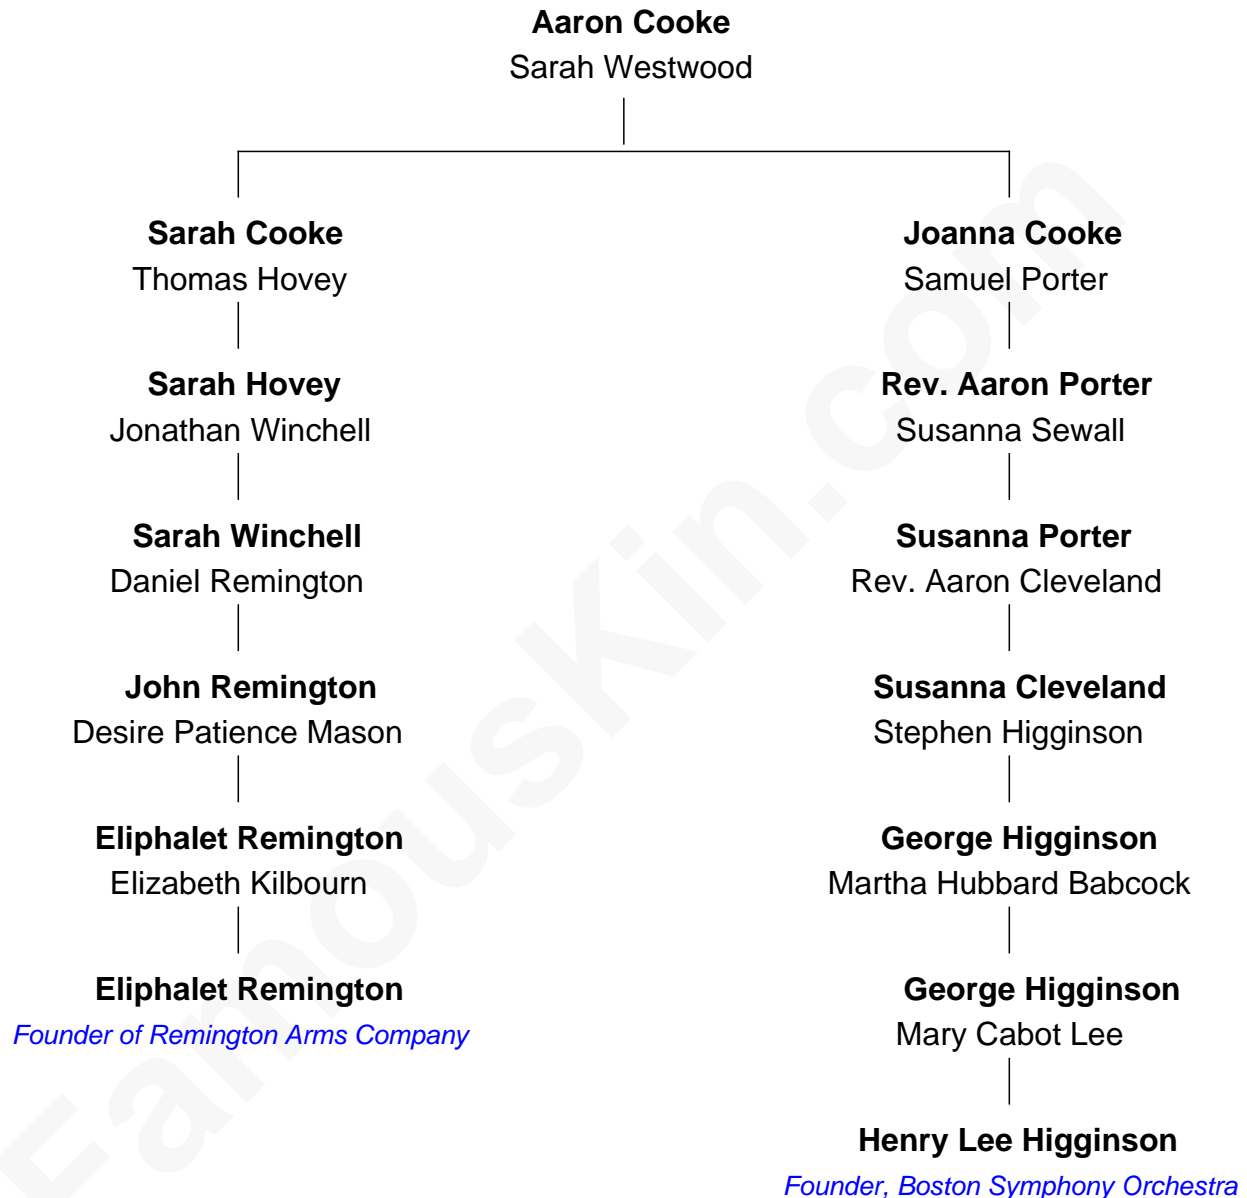 Aaron Cooke
Sarah Westwood
Sarah Cooke
Thomas Hovey
Joanna Cooke
Samuel Porter
Sarah Hovey
Jonathan Winchell
Rev. Aaron Porter
Susanna Sewall
Sarah Winchell
Daniel Remington
Susanna Porter
Rev. Aaron Cleveland
John Remington
Desire Patience Mason
Susanna Cleveland
Stephen Higginson
Eliphalet Remington
Elizabeth Kilbourn
George Higginson
Martha Hubbard Babcock
Eliphalet Remington
Founder of Remington Arms Company
George Higginson
Mary Cabot Lee
Henry Lee Higginson
Founder, Boston Symphony Orchestra
FamousKin.com